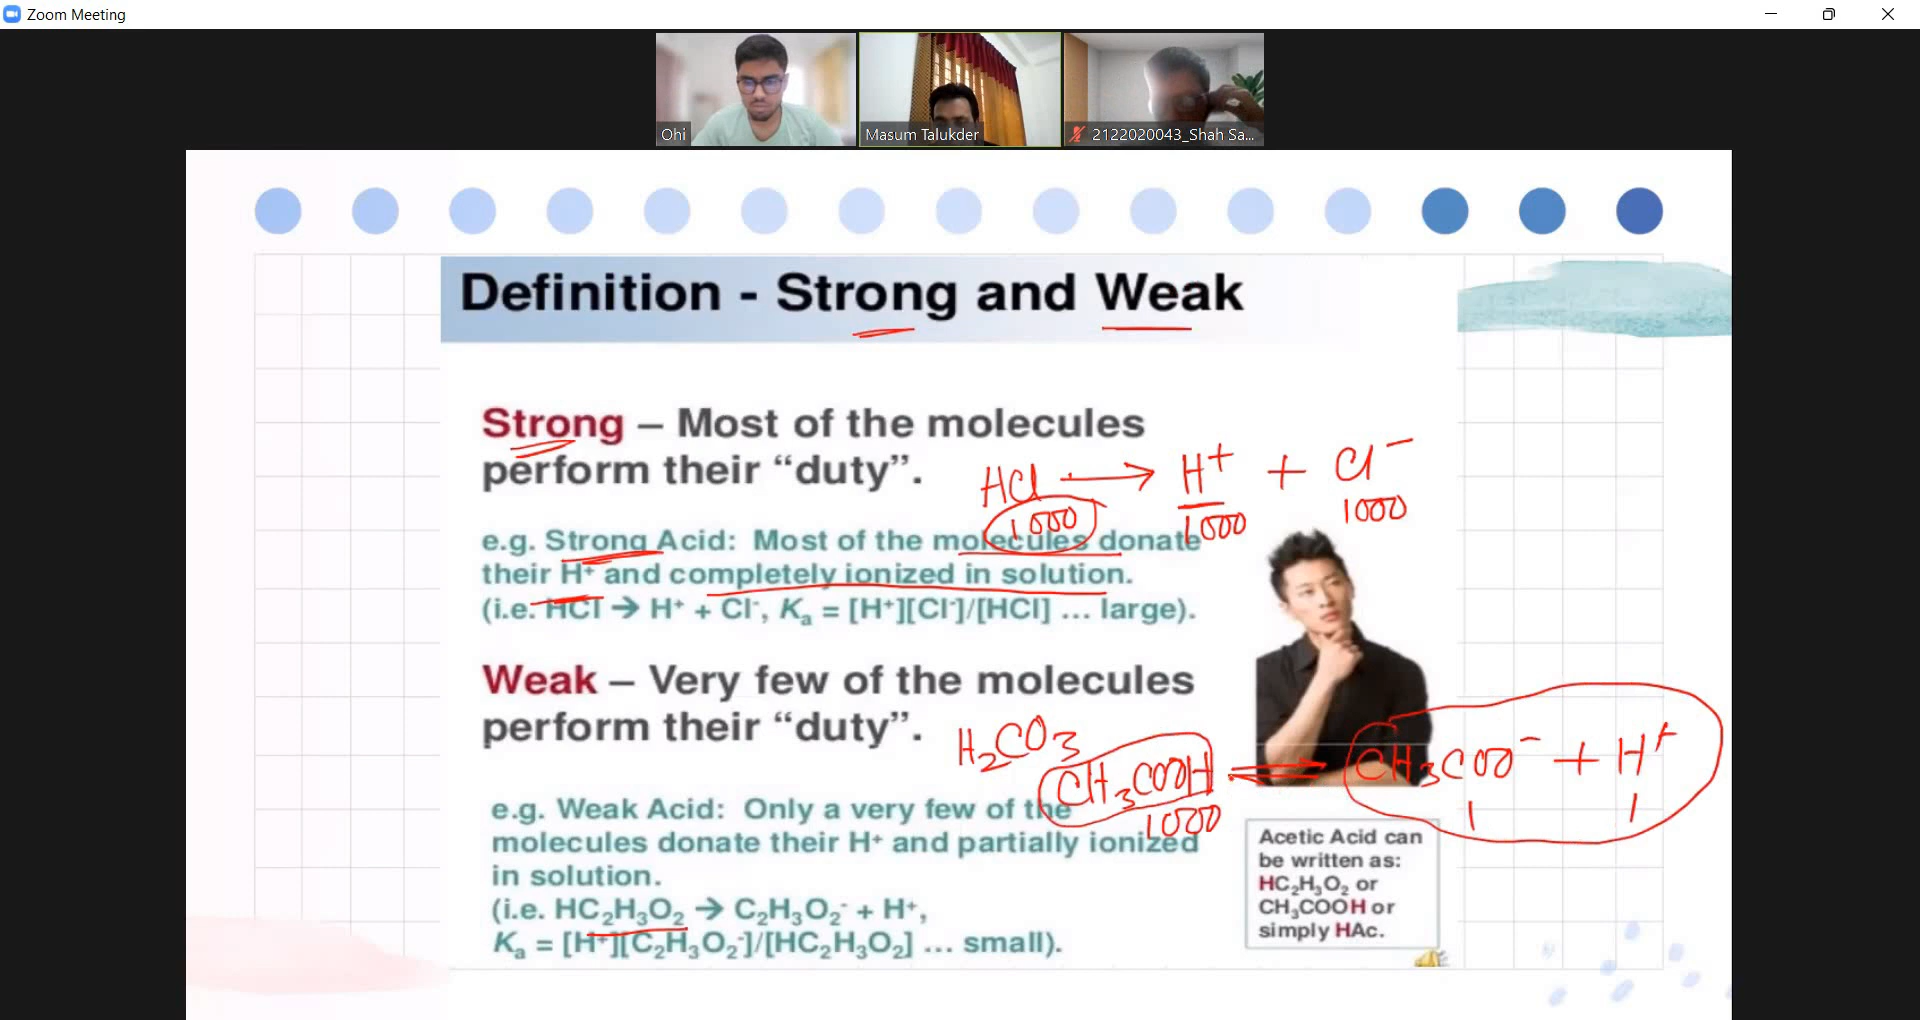 Zoom Meeting
Ohi
Masum Talukder
2122020043_Shah Sa...
Definition - Strong and Weak
Strong – Most of the molecules
perform their “duty”.
HCl → H⁺ + Cl⁻
1000 1000 1000
e.g. Strong Acid: Most of the molecules donate
their H⁺ and completely ionized in solution.
(i.e. HCl → H⁺ + Cl⁻, Kₐ = [H⁺][Cl⁻]/[HCl] ... large).
Weak – Very few of the molecules
perform their “duty”.
H₂CO₃
CH₃COOH ⇌ CH₃COO⁻ + H⁺
1000 1 1
e.g. Weak Acid: Only a very few of the
molecules donate their H⁺ and partially ionized
in solution.
(i.e. HC₂H₃O₂ → C₂H₃O₂⁻ + H⁺,
Kₐ = [H⁺][C₂H₃O₂⁻]/[HC₂H₃O₂] ... small).
Acetic Acid can
be written as:
HC₂H₃O₂ or
CH₃COOH or
simply HAc.